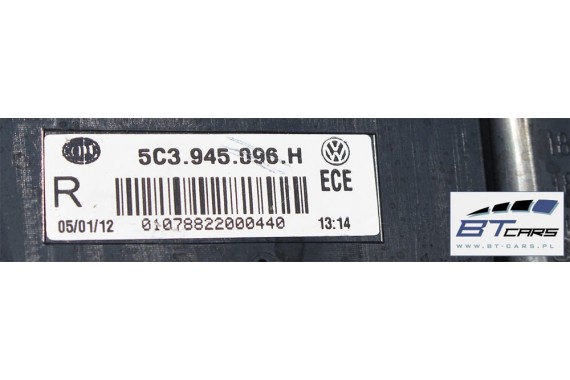 5C3.945.096.H
R
ECE
05/01/12
01078822000440
13:14
BT CARS
WWW.BT-CARS.PL